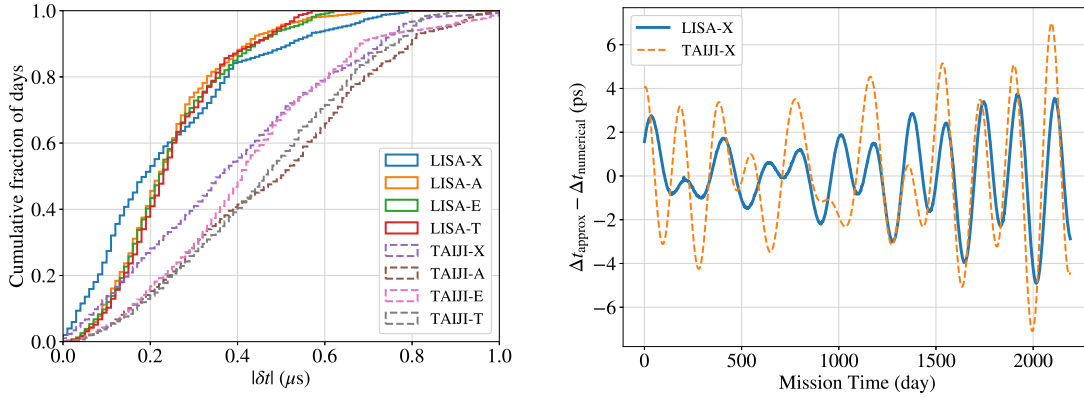 1.0
0.8
0.6
0.4
0.2
0.0
Cumulative fraction of days
LISA-X
LISA-A
LISA-E
LISA-T
TAIJI-X
TAIJI-A
TAIJI-E
TAIJI-T
0.0 0.2 0.4 0.6 0.8 1.0
|δt| (μs)
6
4
2
0
−2
−4
−6
Δt_approx − Δt_numerical (ps)
LISA-X
TAIJI-X
0 500 1000 1500 2000
Mission Time (day)